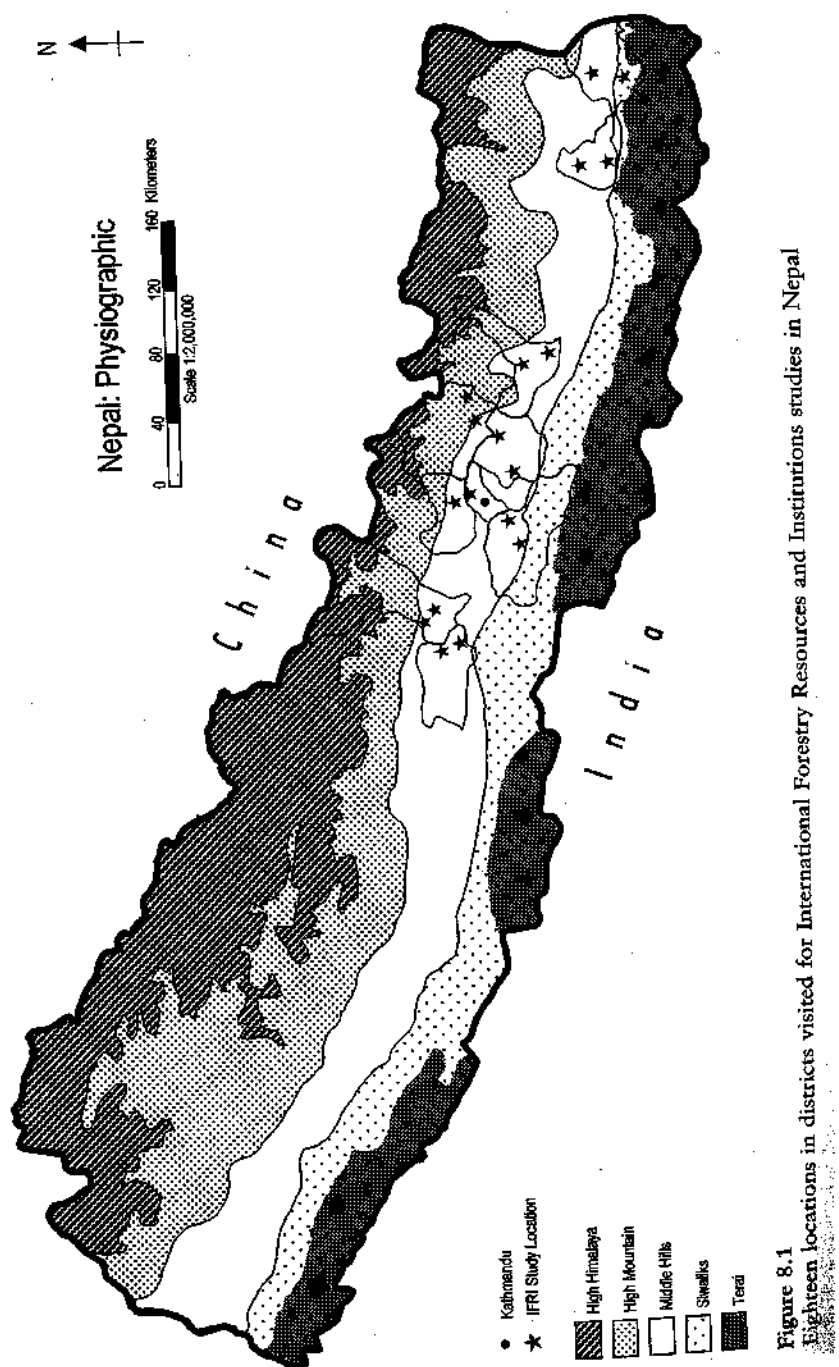 Nepal: Physiographic
0 40 80 120 160 Kilometers
Scale 1:2,000,000
N
China
India
Kathmandu
IFRI Study Location
High Himalaya
High Mountain
Middle Hills
Siwaliks
Terai
Figure 8.1
Eighteen locations in districts visited for International Forestry Resources and Institutions studies in Nepal